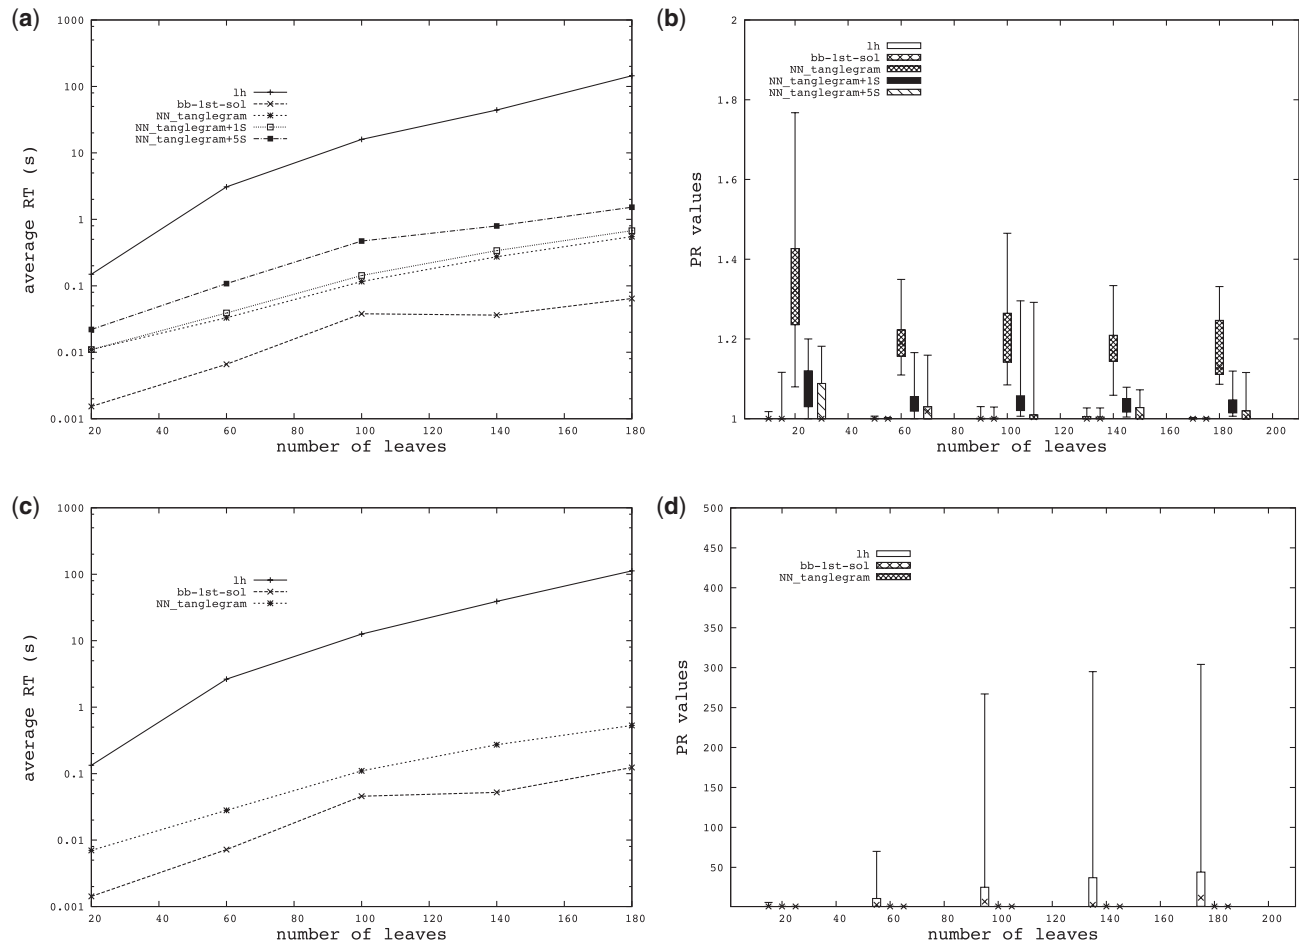 (a)
1000
100
10
1
0.1
0.01
0.001
average RT (s)
lh
bb-1st-sol
NN_tanglegram
NN_tanglegram+1S
NN_tanglegram+5S
20 40 60 80 100 120 140 160 180
number of leaves
(b)
2
1.8
1.6
1.4
1.2
1
PR values
lh
bb-1st-sol
NN_tanglegram
NN_tanglegram+1S
NN_tanglegram+5S
20 40 60 80 100 120 140 160 180 200
number of leaves
(c)
1000
100
10
1
0.1
0.01
0.001
average RT (s)
lh
bb-1st-sol
NN_tanglegram
20 40 60 80 100 120 140 160 180
number of leaves
(d)
500
450
400
350
300
250
200
150
100
50
PR values
lh
bb-1st-sol
NN_tanglegram
20 40 60 80 100 120 140 160 180 200
number of leaves